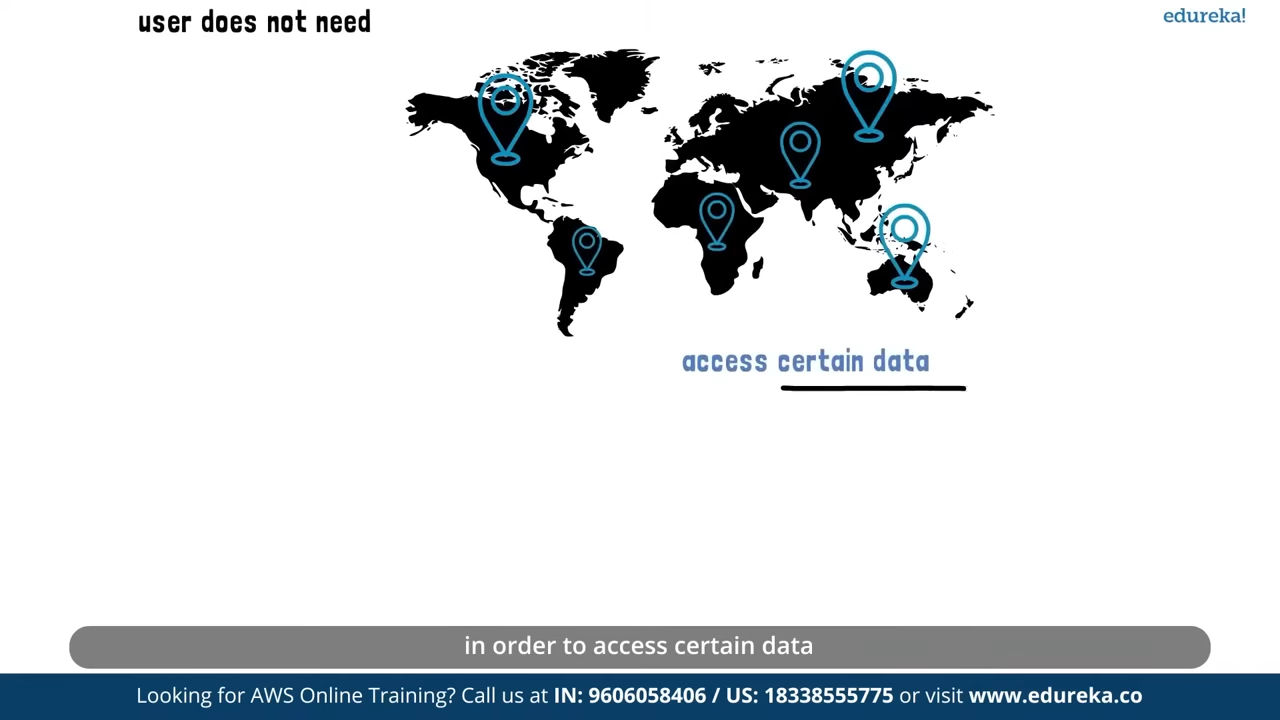 user does not need
edureka!
access certain data
in order to access certain data
Looking for AWS Online Training? Call us at IN: 9606058406 / US: 18338555775 or visit www.edureka.co